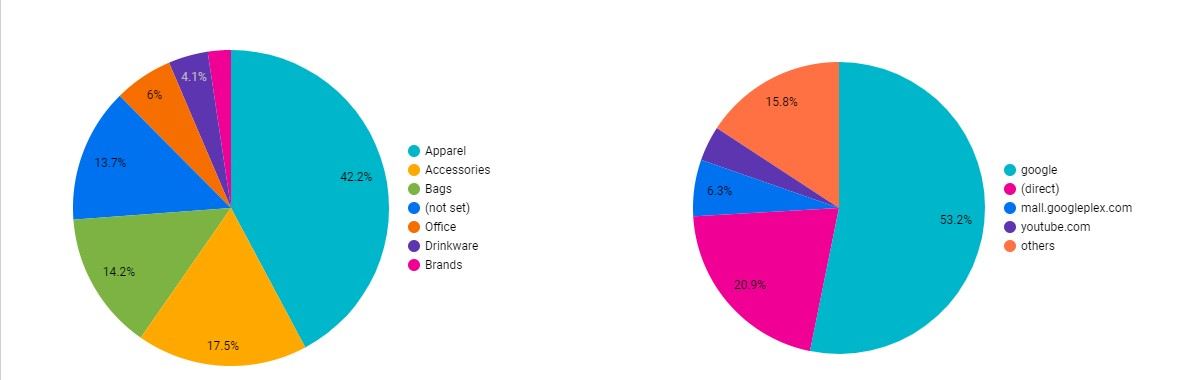 4.1%
6%
13.7%
42.2%
14.2%
17.5%
Apparel
Accessories
Bags
(not set)
Office
Drinkware
Brands
15.8%
6.3%
53.2%
20.9%
google
(direct)
mall.googleplex.com
youtube.com
others